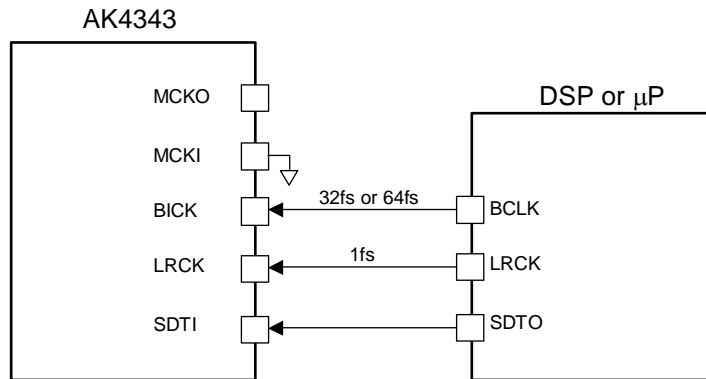 AK4343
DSP or μP
MCKO
MCKI
BICK
32fs or 64fs
BCLK
LRCK
1fs
LRCK
SDTI
SDTO